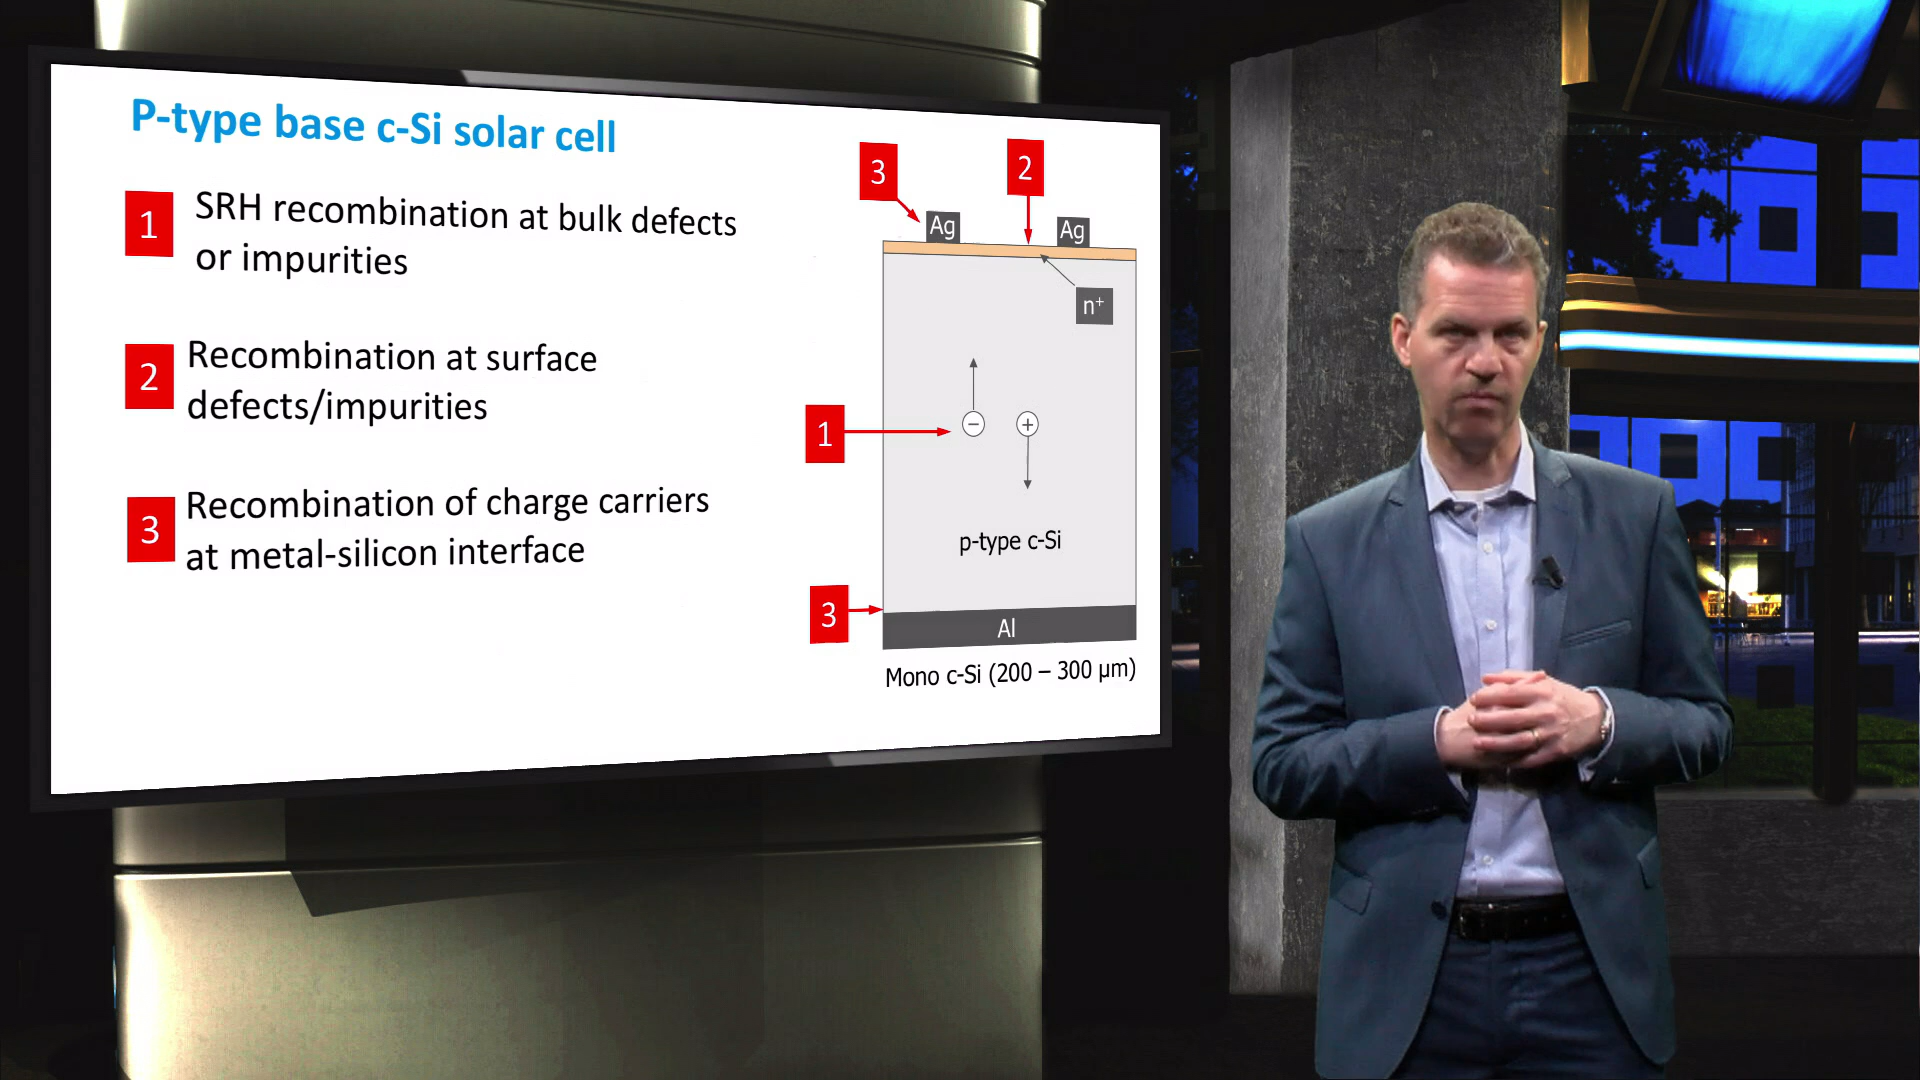 P-type base c-Si solar cell
1
SRH recombination at bulk defects
or impurities
2
Recombination at surface
defects/impurities
3
Recombination of charge carriers
at metal-silicon interface
3
2
Ag
Ag
n⁺
1
−
+
p-type c-Si
3
Al
Mono c-Si (200 – 300 µm)